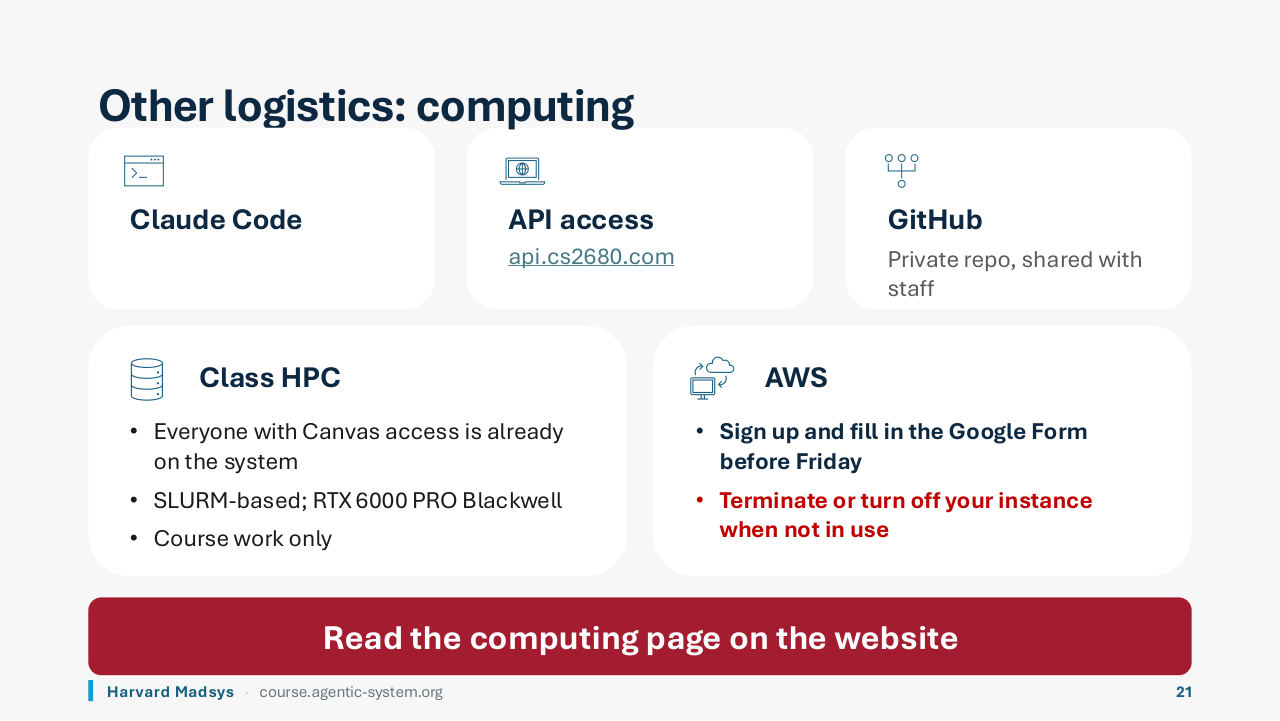 Other logistics: computing
Claude Code
API access
api.cs2680.com
GitHub
Private repo, shared with
staff
Class HPC
• Everyone with Canvas access is already
on the system
• SLURM-based; RTX 6000 PRO Blackwell
• Course work only
AWS
• Sign up and fill in the Google Form
before Friday
• Terminate or turn off your instance
when not in use
Read the computing page on the website
Harvard Madsys · course.agentic-system.org
21